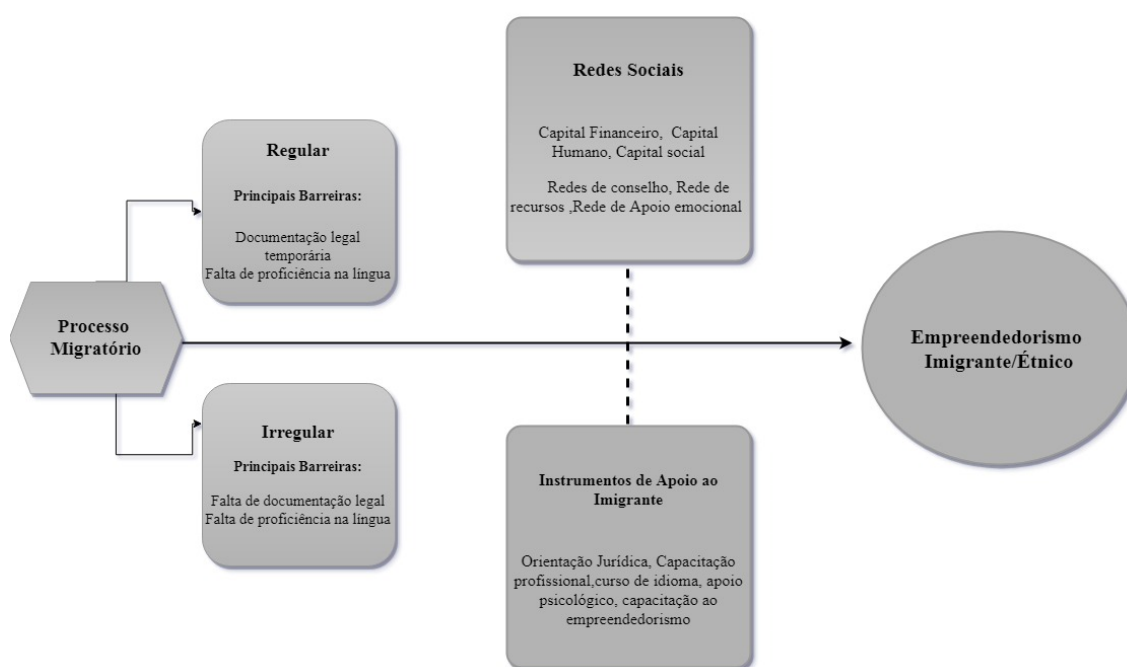 Processo
Migratório
Regular
Principais Barreiras:
Documentação legal
temporária
Falta de proficiência na língua
Irregular
Principais Barreiras:
Falta de documentação legal
Falta de proficiência na língua
Redes Sociais
Capital Financeiro, Capital
Humano, Capital social
Redes de conselho, Rede de
recursos ,Rede de Apoio emocional
Instrumentos de Apoio ao
Imigrante
Orientação Jurídica, Capacitação
profissional,curso de idioma, apoio
psicológico, capacitação ao
empreendedorismo
Empreendedorismo
Imigrante/Étnico